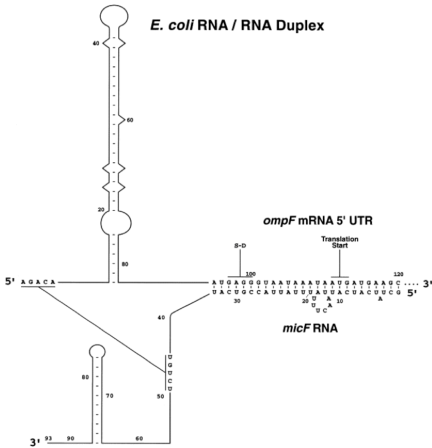 E. coli RNA / RNA Duplex
40
60
20
80
ompF mRNA 5' UTR
S-D
Translation
Start
100
120
5' A G A C A
A U G A G G G U A A U A A A U A A U G A U G A A G C .... 3'
30
20
10
5'
micF RNA
40
U G U C U
50
80
70
3' 93 90
60